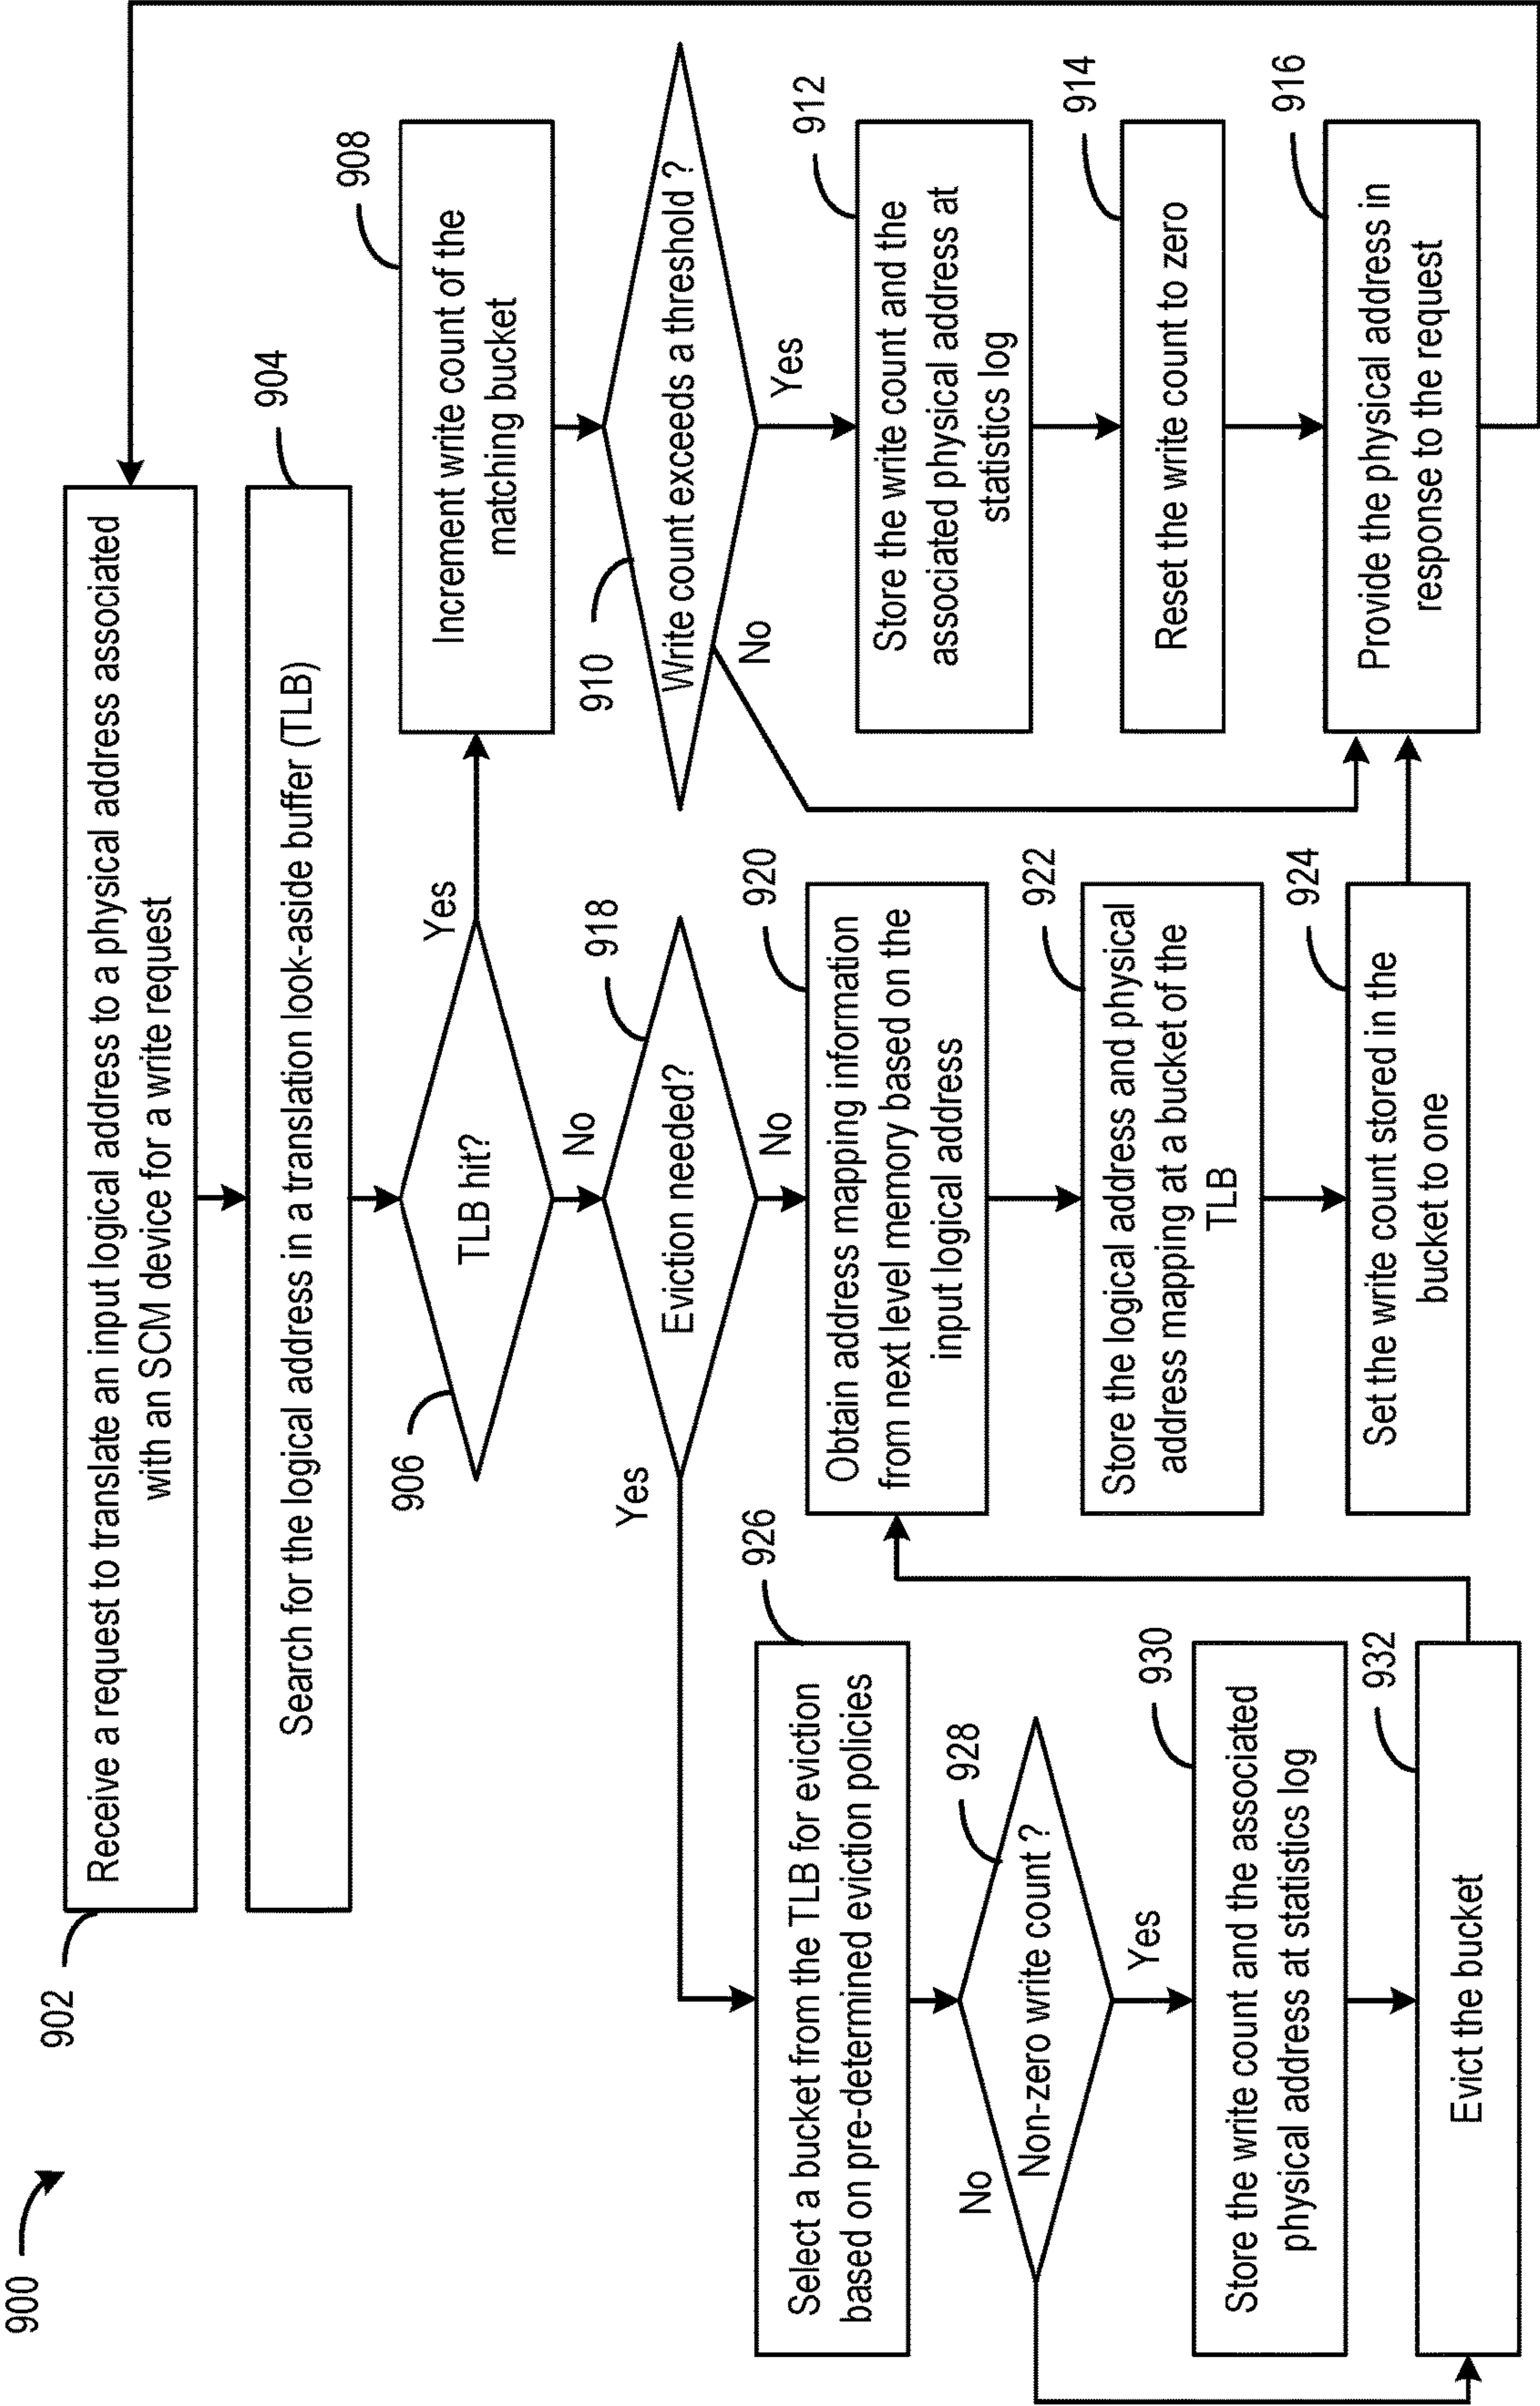 900
902
Receive a request to translate an input logical address to a physical address associated
with an SCM device for a write request
904
Search for the logical address in a translation look-aside buffer (TLB)
906
TLB hit?
Yes
No
908
Increment write count of the
matching bucket
910
Write count exceeds a threshold ?
Yes
No
912
Store the write count and the
associated physical address at
statistics log
914
Reset the write count to zero
916
Provide the physical address in
response to the request
918
Eviction needed?
Yes
No
920
Obtain address mapping information
from next level memory based on the
input logical address
922
Store the logical address and physical
address mapping at a bucket of the
TLB
924
Set the write count stored in the
bucket to one
926
Select a bucket from the TLB for eviction
based on pre-determined eviction policies
928
Non-zero write count ?
No
Yes
930
Store the write count and the associated
physical address at statistics log
932
Evict the bucket